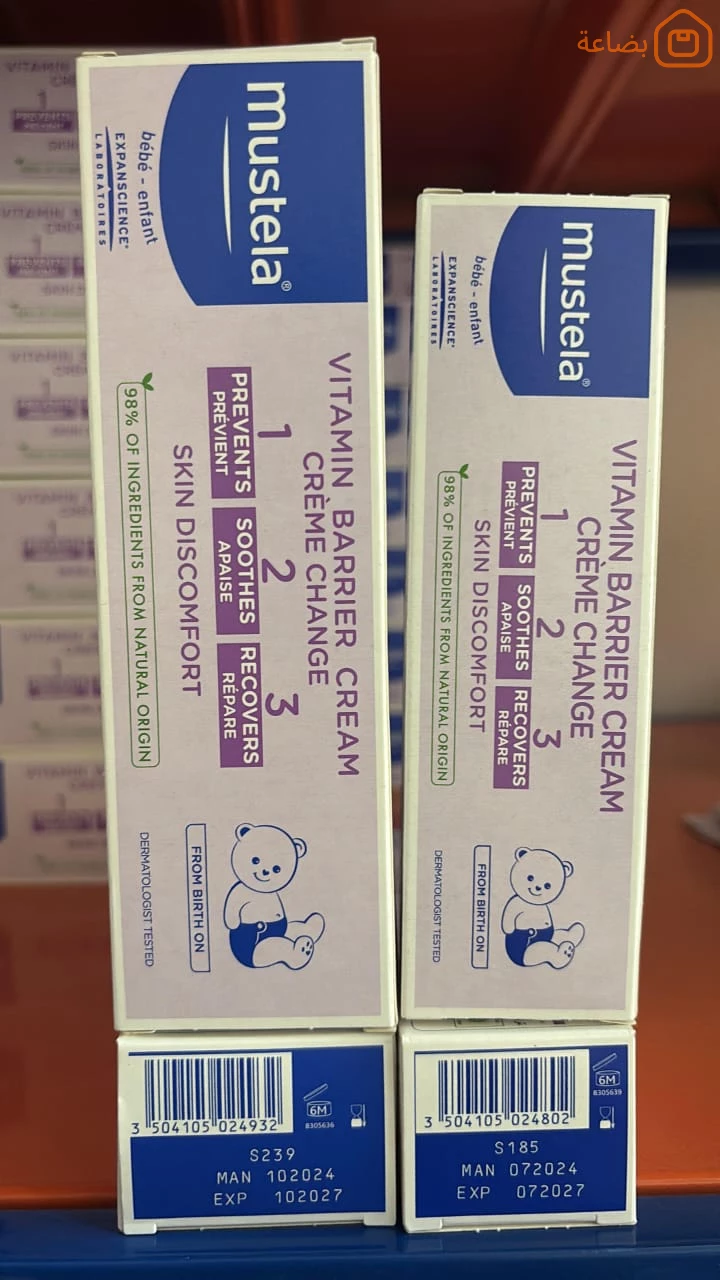 بضاعة
mustela®
bébé - enfant
EXPANSCIENCE®
LABORATOIRES
VITAMIN BARRIER CREAM
CRÈME CHANGE
1 2 3
PREVENTS SOOTHES RECOVERS
PRÉVIENT APAISE RÉPARE
SKIN DISCOMFORT
98% OF INGREDIENTS FROM NATURAL ORIGIN
FROM BIRTH ON
DERMATOLOGIST TESTED
3 504105 024932
6M
8305636
S239
MAN 102024
EXP 102027
mustela®
bébé - enfant
EXPANSCIENCE®
LABORATOIRES
VITAMIN BARRIER CREAM
CRÈME CHANGE
1 2 3
PREVENTS SOOTHES RECOVERS
PRÉVIENT APAISE RÉPARE
SKIN DISCOMFORT
98% OF INGREDIENTS FROM NATURAL ORIGIN
FROM BIRTH ON
DERMATOLOGIST TESTED
3 504105 024802
6M
8305639
S185
MAN 072024
EXP 072027